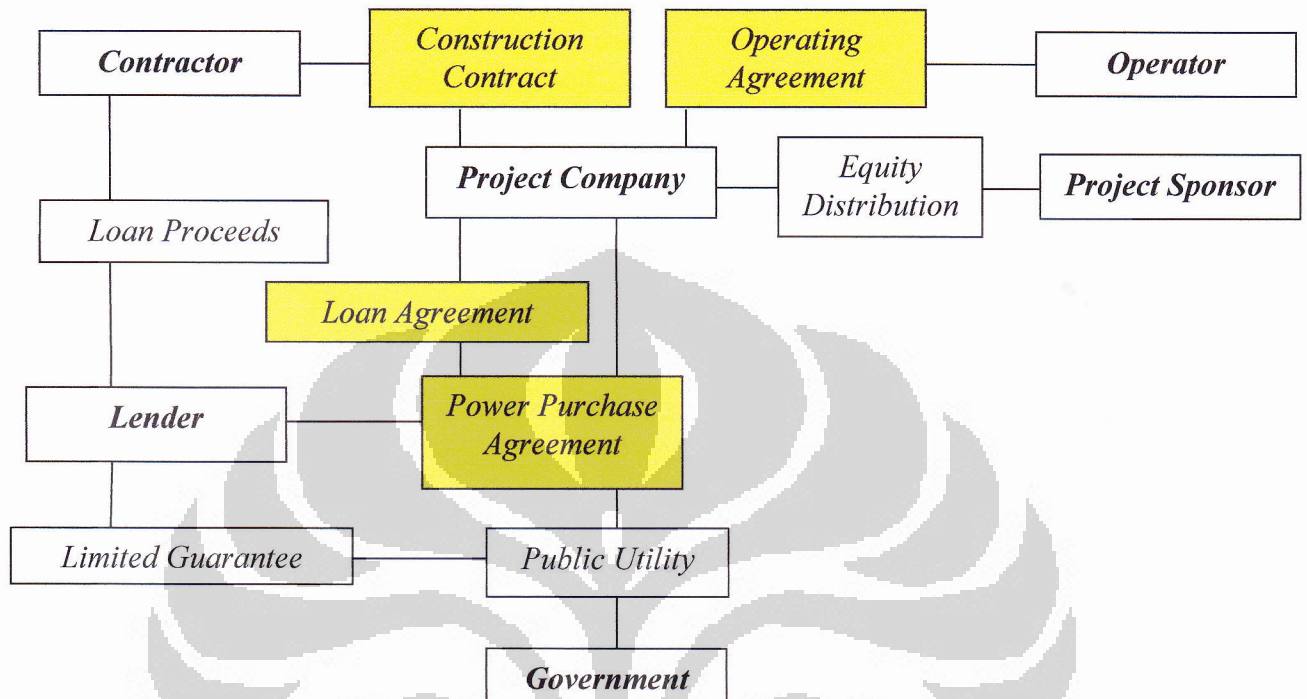 Contractor
Construction
Contract
Operating
Agreement
Operator
Project Company
Equity
Distribution
Project Sponsor
Loan Proceeds
Loan Agreement
Lender
Power Purchase
Agreement
Limited Guarantee
Public Utility
Government